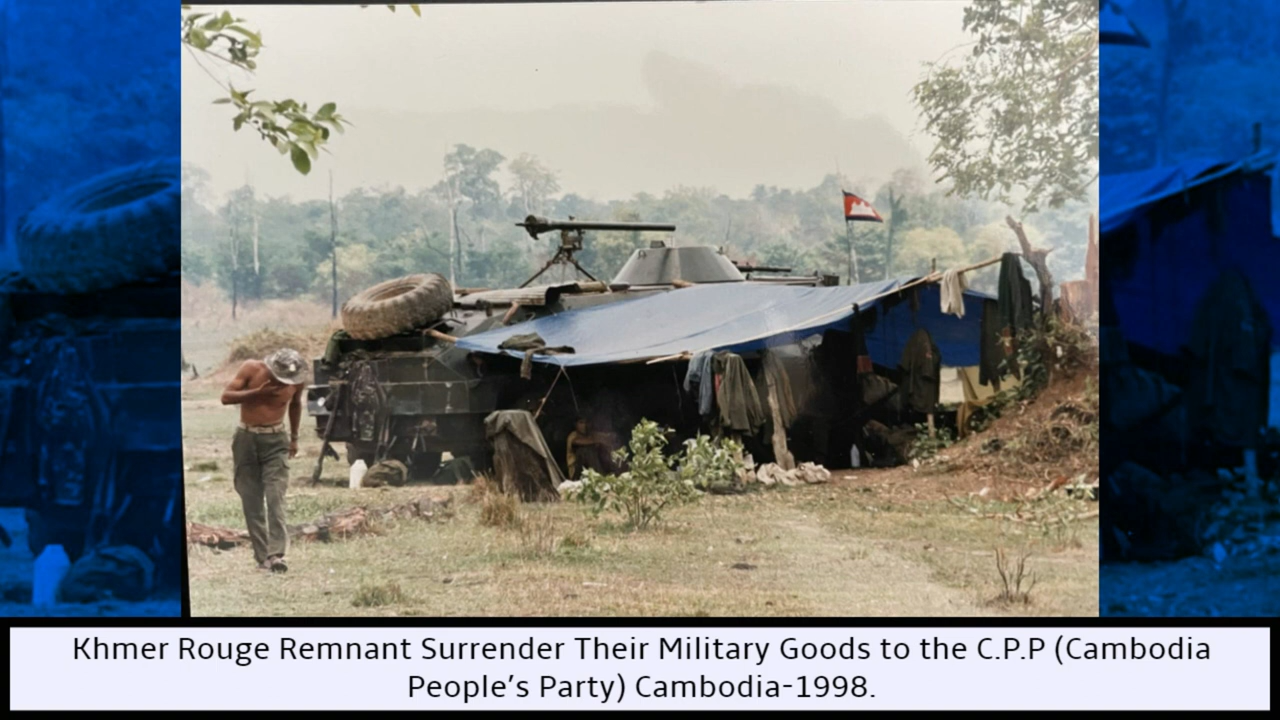 Khmer Rouge Remnant Surrender Their Military Goods to the C.P.P (Cambodia
People's Party) Cambodia-1998.